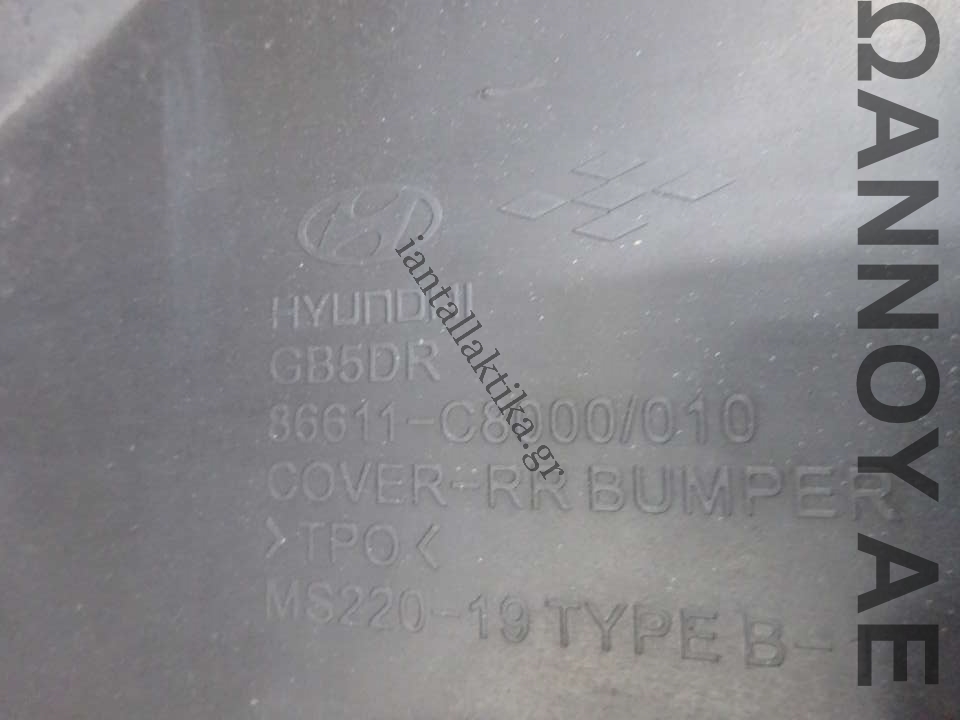 HYUNDAI
GB5DR
86611-C8000/010
COVER-RR BUMPER
>TPO<
MS220-19 TYPE B-
iantallaktika.gr
ΩΑΝΝΟΥ ΑΕ